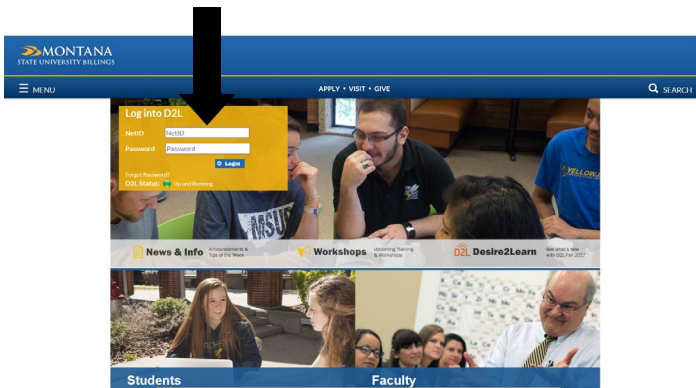 MONTANA
STATE UNIVERSITY BILLINGS
MENU
APPLY • VISIT • GIVE
SEARCH
Log into D2L
NetID NetID
Password Password
Login
Forgot Password?
D2L Status: Up and Running
YELLOW
MSUB
News & Info Announcements &
Tips of the Week
Workshops Upcoming Training
& Workshops
D2L Desire2Learn See what's new
with D2L Fall 2017
Students
Faculty